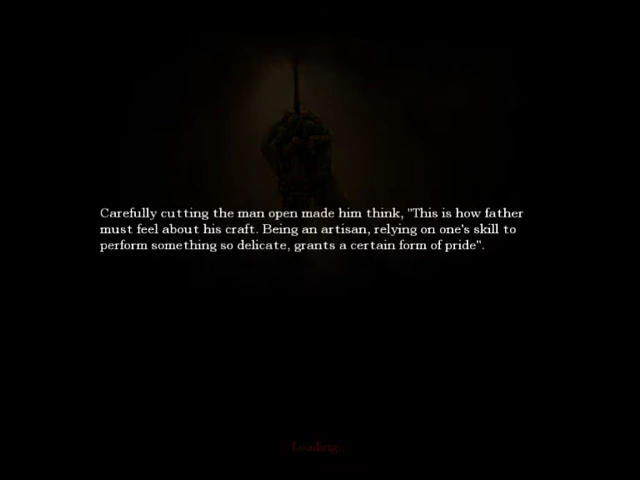 Carefully cutting the man open made him think, "This is how father
must feel about his craft. Being an artisan, relying on one's skill to
perform something so delicate, grants a certain form of pride".
Loading...